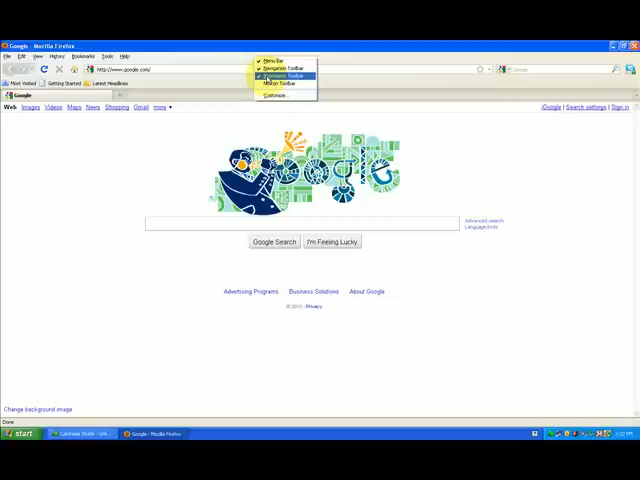 Google - Mozilla Firefox
File Edit View History Bookmarks Tools Help
http://www.google.com/
Google
Most Visited Getting Started Latest Headlines
Google
Menu Bar
Navigation Toolbar
Bookmarks Toolbar
Customize...
Web Images Videos Maps News Shopping Gmail more ▼
iGoogle | Search settings | Sign in
Advanced search
Language tools
Google Search I'm Feeling Lucky
Advertising Programs Business Solutions About Google
© 2010 - Privacy
Change background image
Done
start
Google - Mozilla Firefox